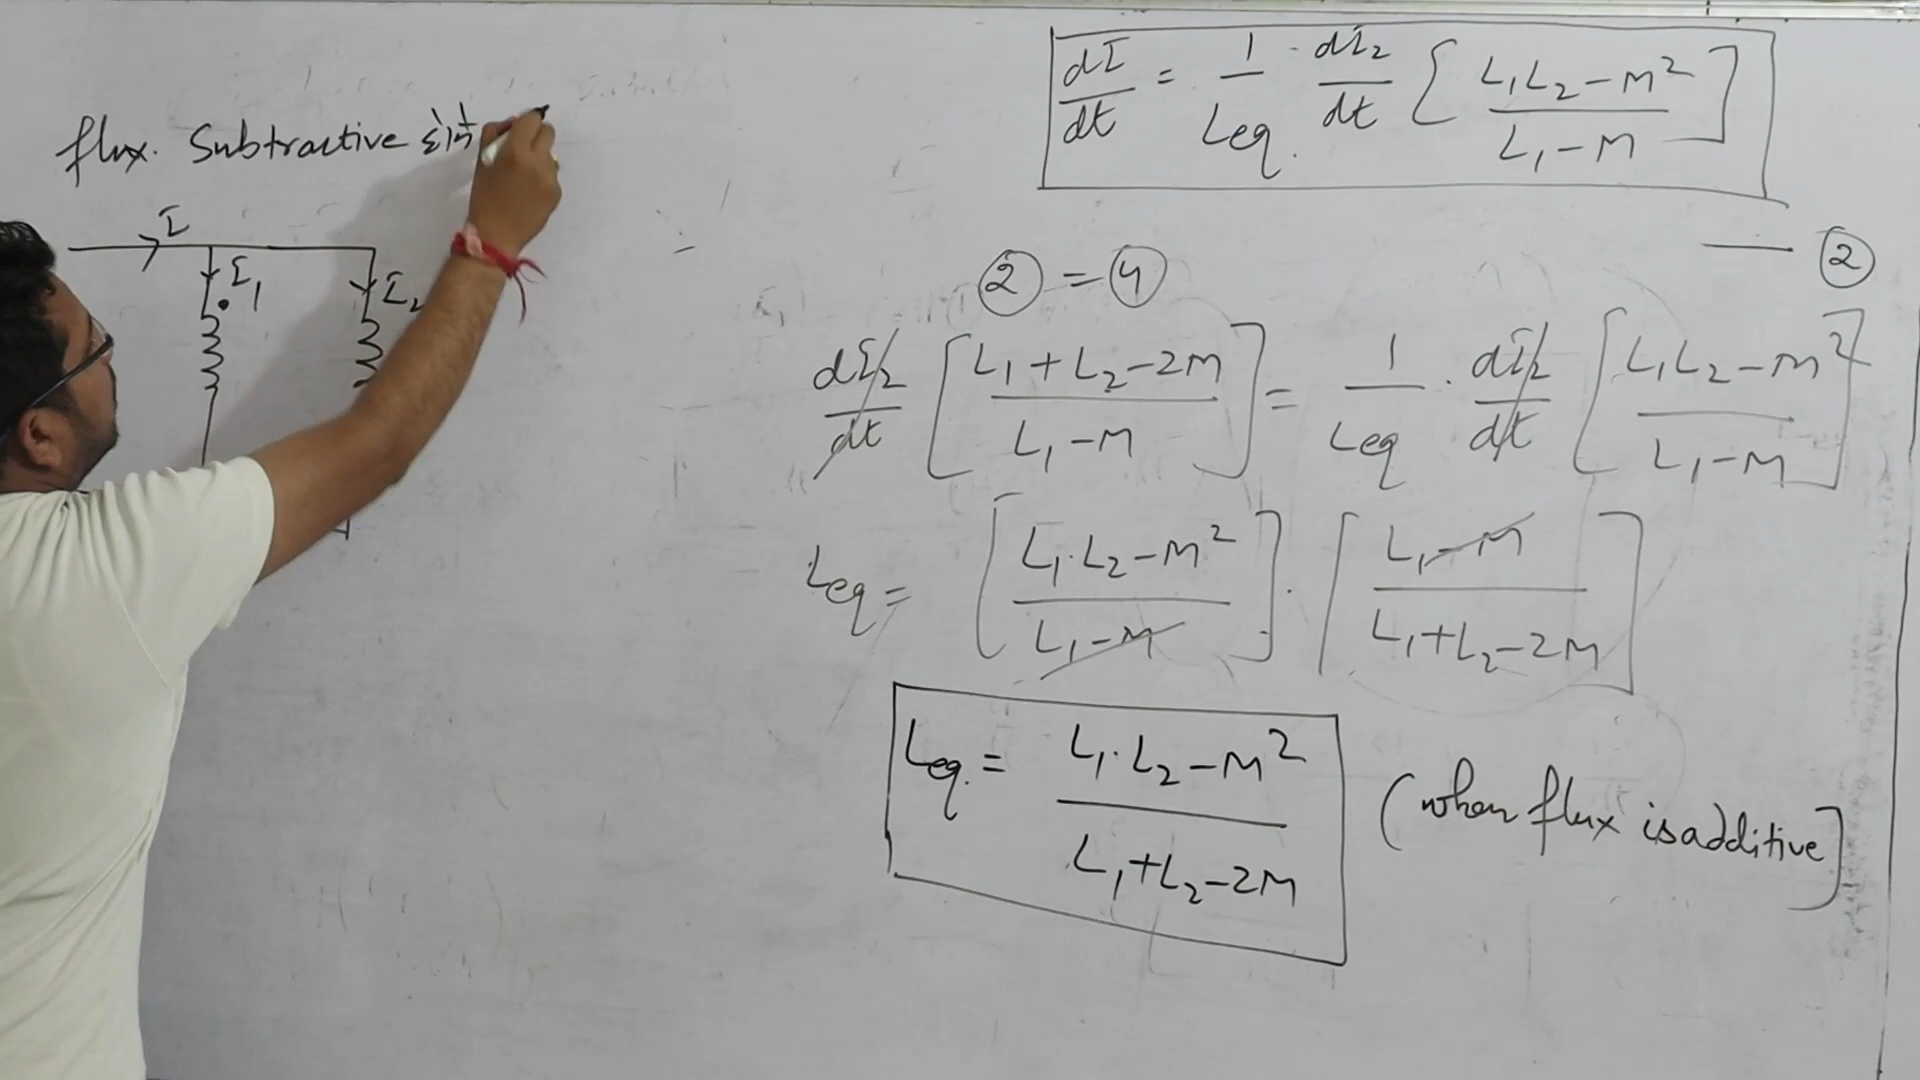 flux. Subtractive
I
I₁
I₂
dI/dt = 1/Leq. · dI₂/dt [ (L₁L₂ - M²)/(L₁ - M) ]
— ②
② = ④
dI₂/dt [ (L₁ + L₂ - 2M)/(L₁ - M) ] = 1/Leq · dI₂/dt [ (L₁L₂ - M²)/(L₁ - M) ]
Leq = [ (L₁·L₂ - M²)/(L₁ - M) ] · [ (L₁ - M)/(L₁ + L₂ - 2M) ]
Leq. = (L₁·L₂ - M²)/(L₁ + L₂ - 2M) (when flux is additive)